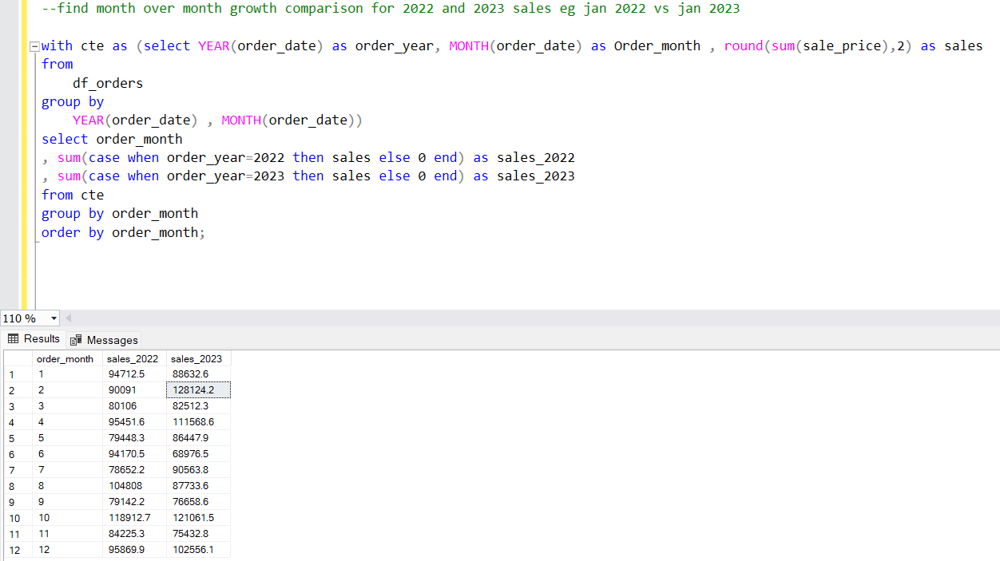 --find month over month growth comparison for 2022 and 2023 sales eg jan 2022 vs jan 2023
with cte as (select YEAR(order_date) as order_year, MONTH(order_date) as Order_month , round(sum(sale_price),2) as sales
from
df_orders
group by
YEAR(order_date) , MONTH(order_date))
select order_month
, sum(case when order_year=2022 then sales else 0 end) as sales_2022
, sum(case when order_year=2023 then sales else 0 end) as sales_2023
from cte
group by order_month
order by order_month;
110 %
Results Messages
order_month sales_2022 sales_2023
1 1 94712.5 88632.6
2 2 90091 128124.2
3 3 80106 82512.3
4 4 95451.6 111568.6
5 5 79448.3 86447.9
6 6 94170.5 68976.5
7 7 78652.2 90563.8
8 8 104808 87733.6
9 9 79142.2 76658.6
10 10 118912.7 121061.5
11 11 84225.3 75432.8
12 12 95869.9 102556.1